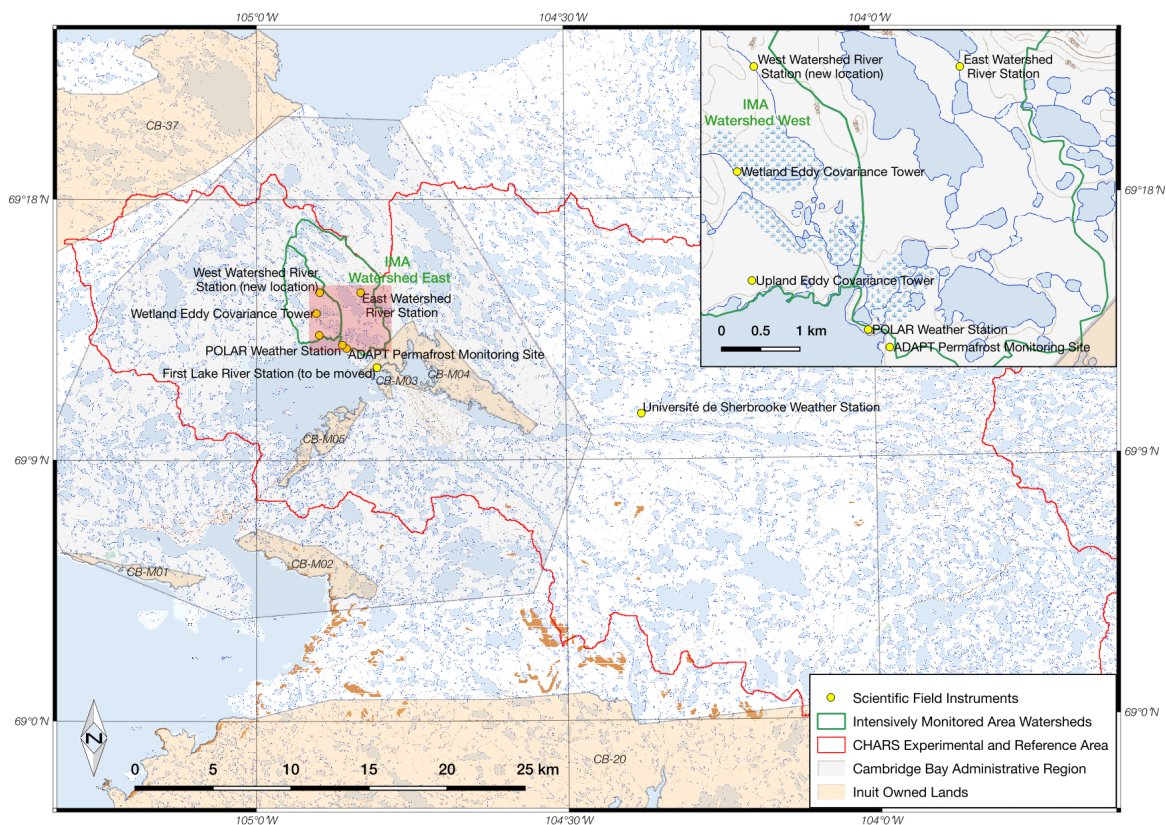 105°0'W
104°30'W
104°0'W
West Watershed River
Station (new location)
East Watershed
River Station
IMA
Watershed West
CB-37
Wetland Eddy Covariance Tower
69°18'N
69°18'N
IMA
Watershed East
West Watershed River
Station (new location)
East Watershed
River Station
Upland Eddy Covariance Tower
Wetland Eddy Covariance Tower
0 0.5 1 km
POLAR Weather Station
ADAPT Permafrost Monitoring Site
POLAR Weather Station
ADAPT Permafrost Monitoring Site
First Lake River Station (to be moved)
CB-M03
CB-M04
Université de Sherbrooke Weather Station
CB-M05
69°9'N
69°9'N
CB-M01
CB-M02
Scientific Field Instruments
Intensively Monitored Area Watersheds
CHARS Experimental and Reference Area
Cambridge Bay Administrative Region
Inuit Owned Lands
69°0'N
69°0'N
N
CB-20
0 5 10 15 20 25 km
105°0'W
104°30'W
104°0'W